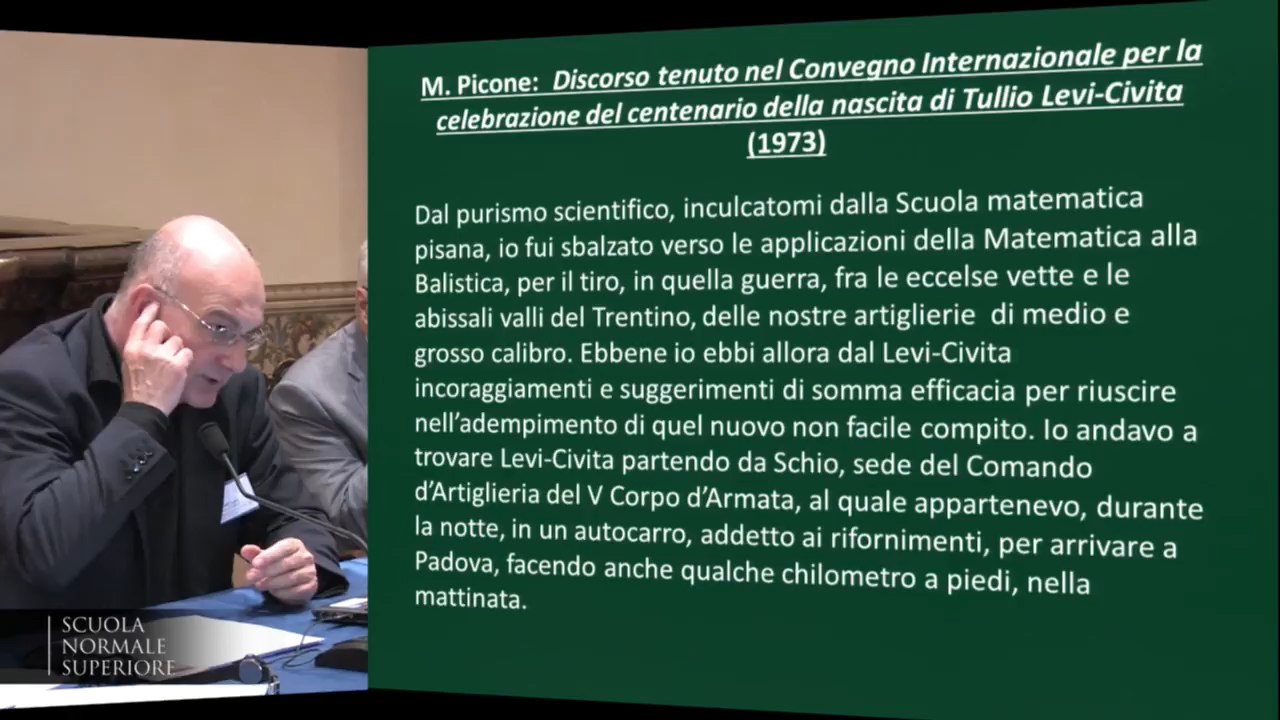 M. Picone: Discorso tenuto nel Convegno Internazionale per la
celebrazione del centenario della nascita di Tullio Levi-Civita
(1973)
Dal purismo scientifico, inculcatomi dalla Scuola matematica
pisana, io fui sbalzato verso le applicazioni della Matematica alla
Balistica, per il tiro, in quella guerra, fra le eccelse vette e le
abissali valli del Trentino, delle nostre artiglierie di medio e
grosso calibro. Ebbene io ebbi allora dal Levi-Civita
incoraggiamenti e suggerimenti di somma efficacia per riuscire
nell'adempimento di quel nuovo non facile compito. Io andavo a
trovare Levi-Civita partendo da Schio, sede del Comando
d'Artiglieria del V Corpo d'Armata, al quale appartenevo, durante
la notte, in un autocarro, addetto ai rifornimenti, per arrivare a
Padova, facendo anche qualche chilometro a piedi, nella
mattinata.
SCUOLA
NORMALE
SUPERIORE